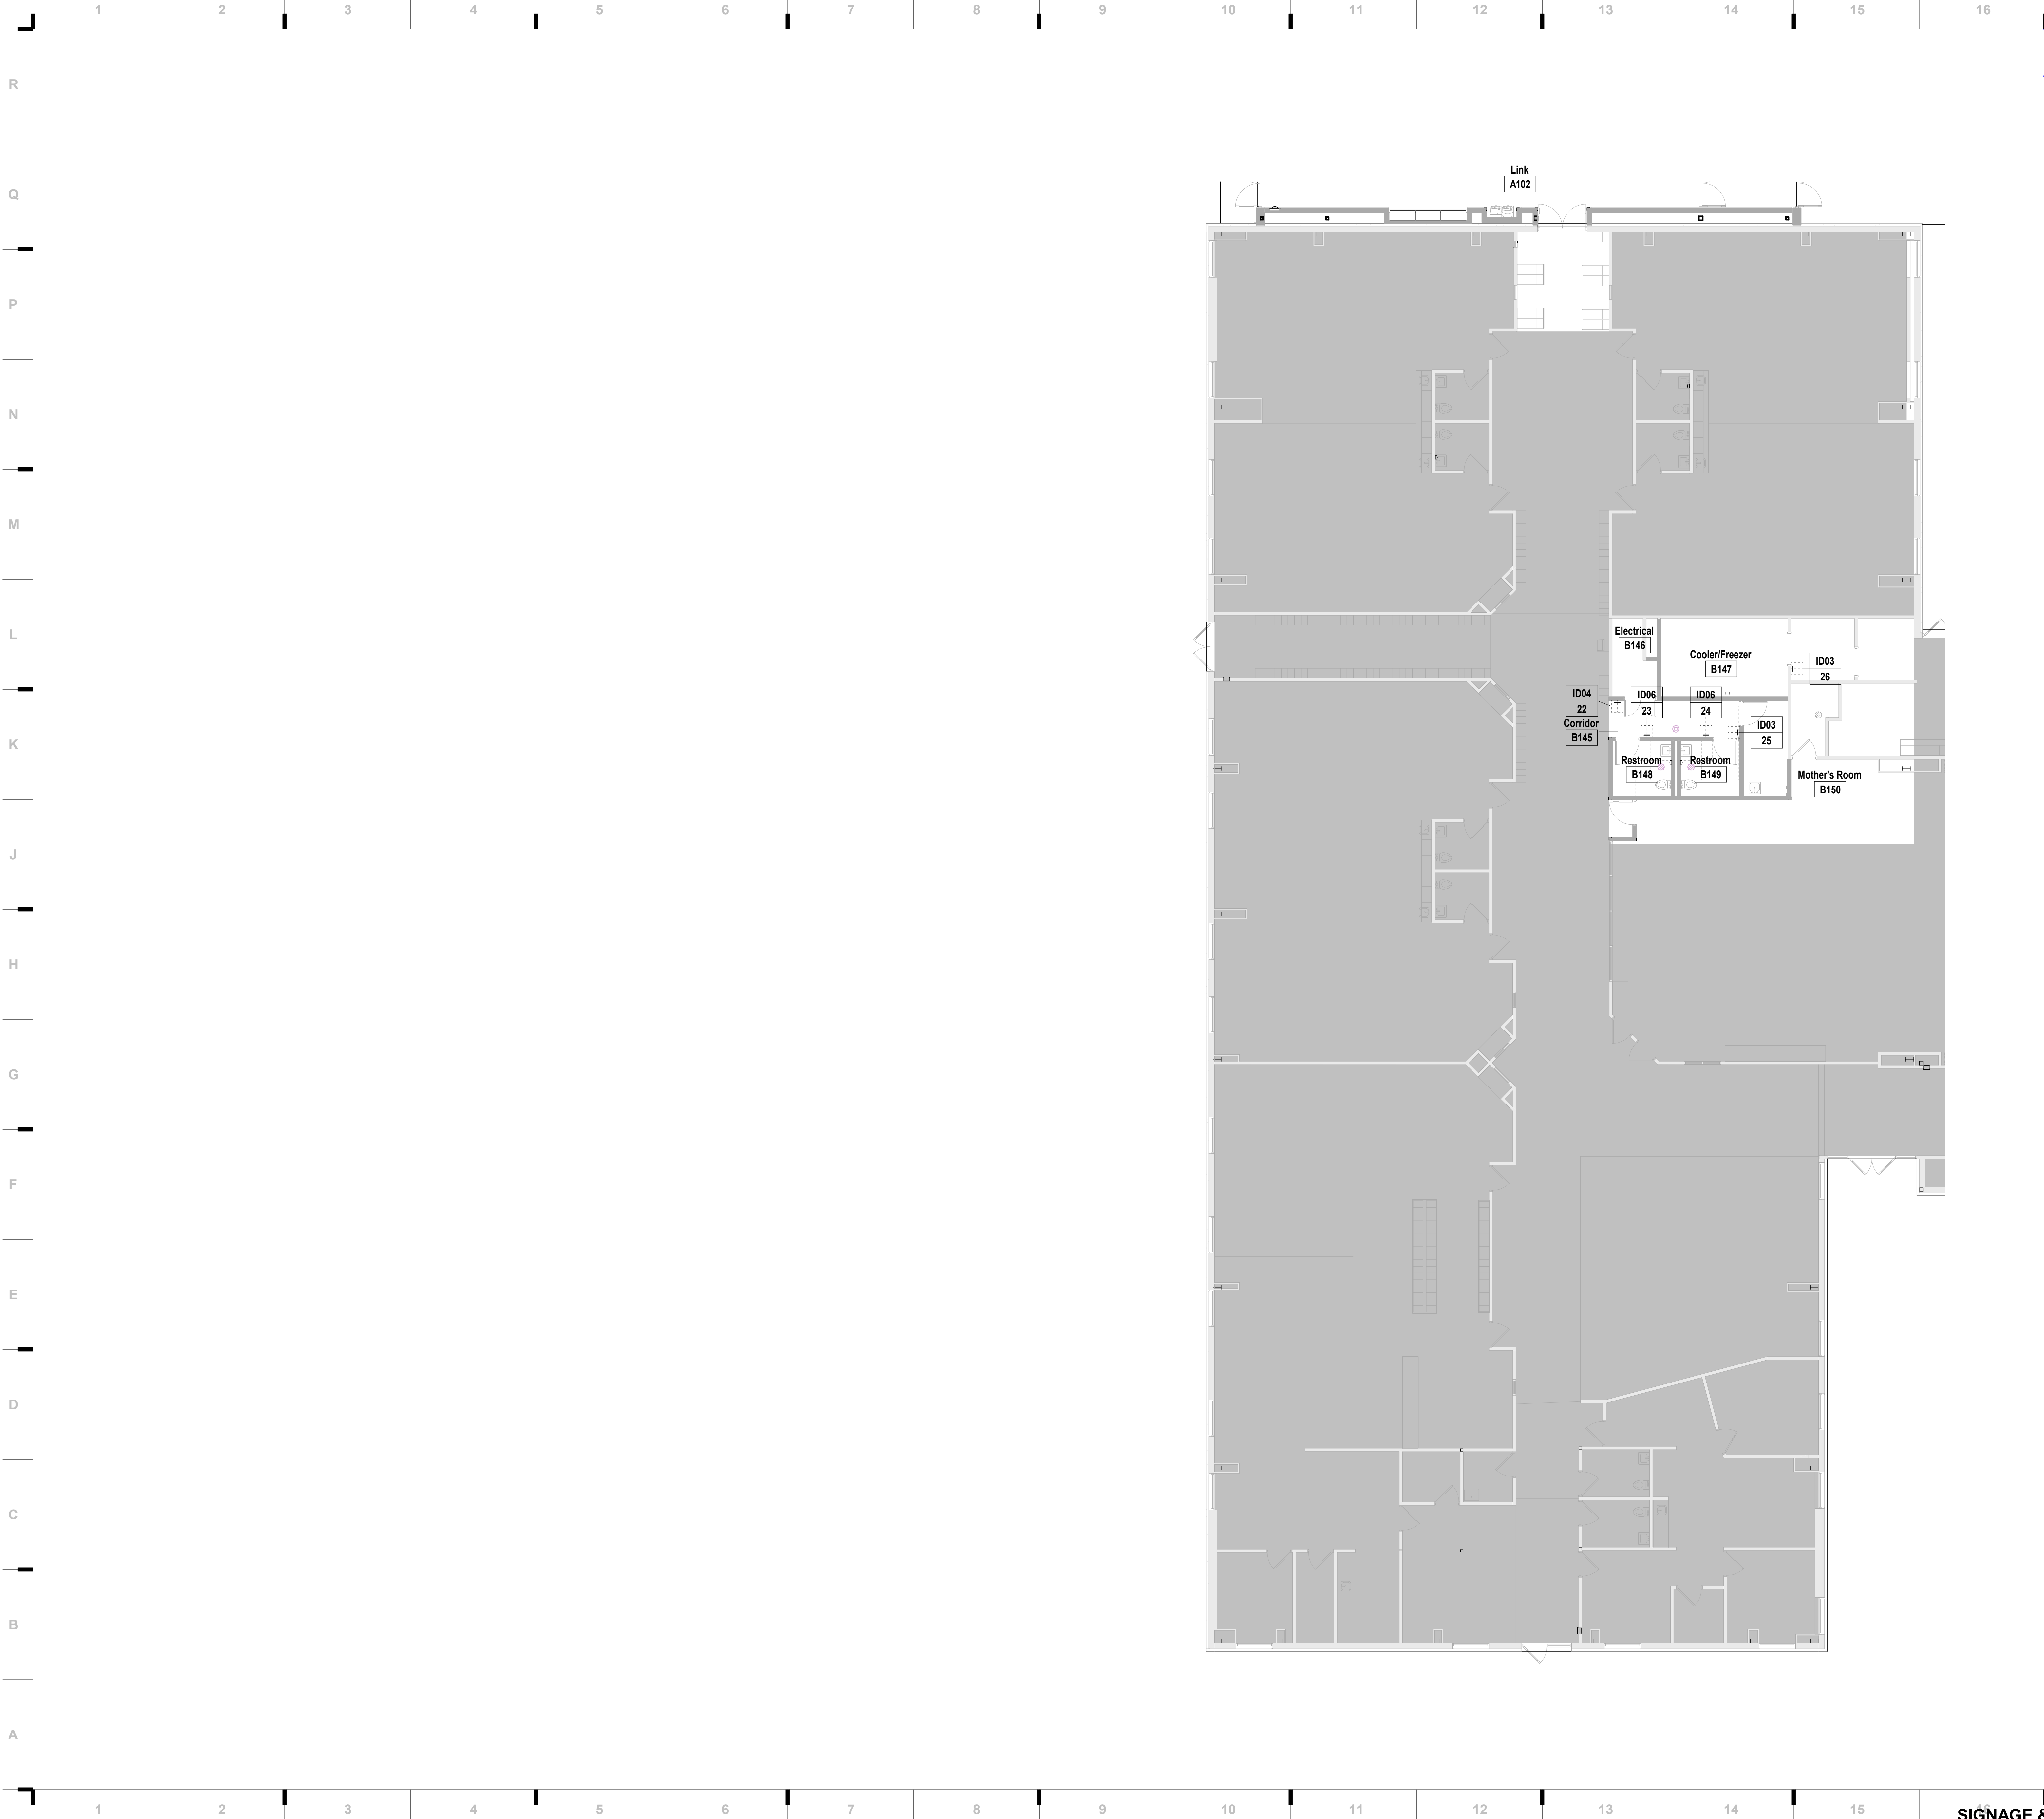 1 2 3 4 5 6 7 8 9 10 11 12 13 14 15 16
R
Q
P
N
M
L
K
J
H
G
F
E
D
C
B
A
Link
A102
Electrical
B146
Cooler/Freezer
B147
ID03
26
ID04
22
ID06
23
ID06
24
Corridor
B145
ID03
25
Restroom
B148
Restroom
B149
Mother's Room
B150
1 2 3 4 5 6 7 8 9 10 11 12 13 14 15 16
SIGNAGE